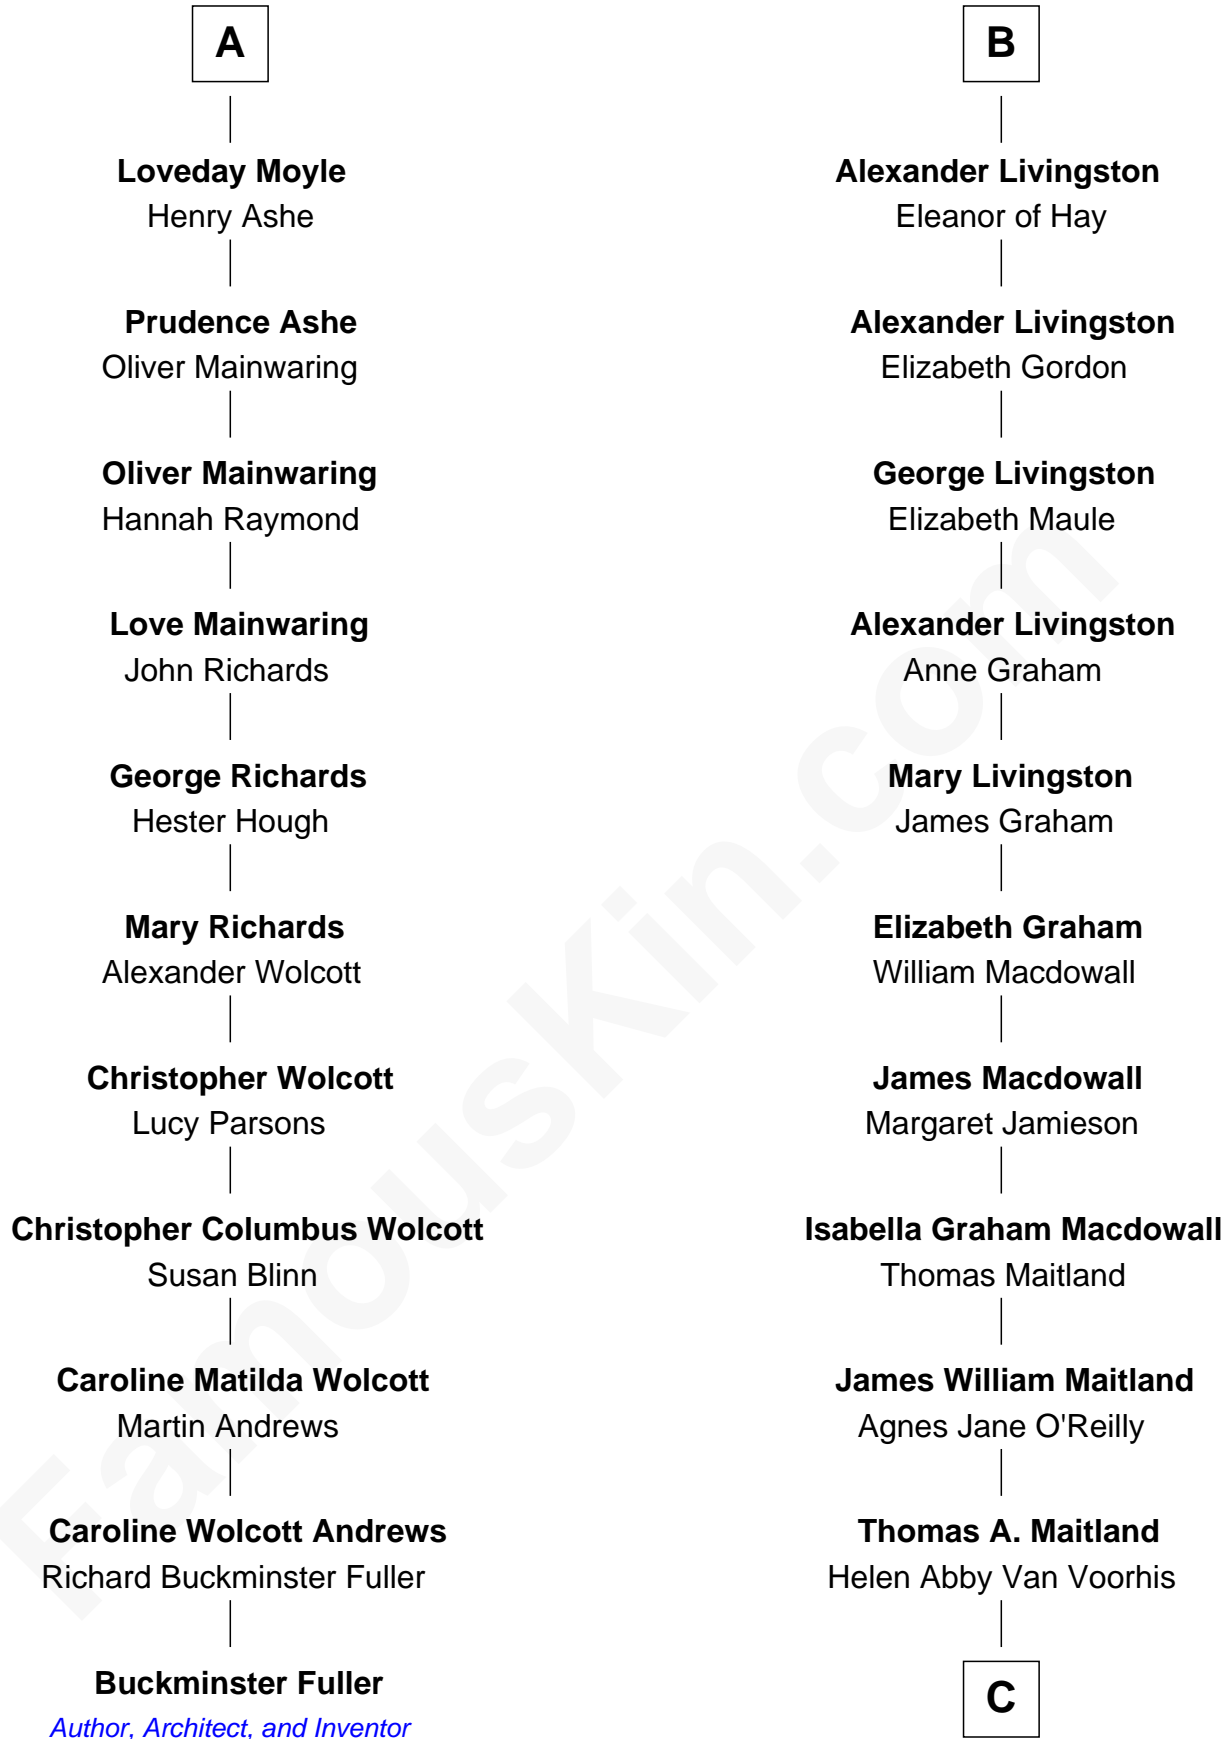 A
Loveday Moyle
Henry Ashe
Prudence Ashe
Oliver Mainwaring
Oliver Mainwaring
Hannah Raymond
Love Mainwaring
John Richards
George Richards
Hester Hough
Mary Richards
Alexander Wolcott
Christopher Wolcott
Lucy Parsons
Christopher Columbus Wolcott
Susan Blinn
Caroline Matilda Wolcott
Martin Andrews
Caroline Wolcott Andrews
Richard Buckminster Fuller
Buckminster Fuller
Author, Architect, and Inventor
B
Alexander Livingston
Eleanor of Hay
Alexander Livingston
Elizabeth Gordon
George Livingston
Elizabeth Maule
Alexander Livingston
Anne Graham
Mary Livingston
James Graham
Elizabeth Graham
William Macdowall
James Macdowall
Margaret Jamieson
Isabella Graham Macdowall
Thomas Maitland
James William Maitland
Agnes Jane O'Reilly
Thomas A. Maitland
Helen Abby Van Voorhis
C
FamousKin.com